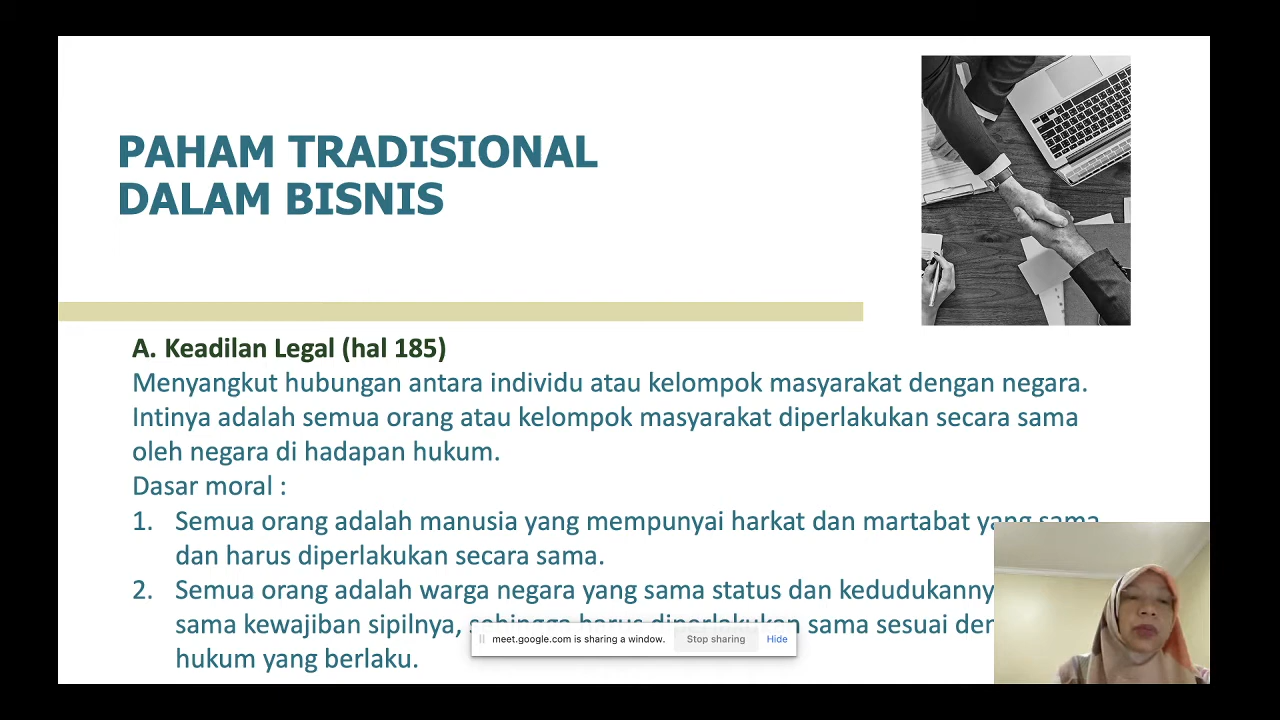 PAHAM TRADISIONAL
DALAM BISNIS
A. Keadilan Legal (hal 185)
Menyangkut hubungan antara individu atau kelompok masyarakat dengan negara.
Intinya adalah semua orang atau kelompok masyarakat diperlakukan secara sama
oleh negara di hadapan hukum.
Dasar moral :
1. Semua orang adalah manusia yang mempunyai harkat dan martabat yang sama
dan harus diperlakukan secara sama.
2. Semua orang adalah warga negara yang sama status dan
sama kewajiban sipilnya, sehingga harus diperlakukan sama sesuai
hukum yang berlaku.
meet.google.com is sharing a window.
Stop sharing
Hide